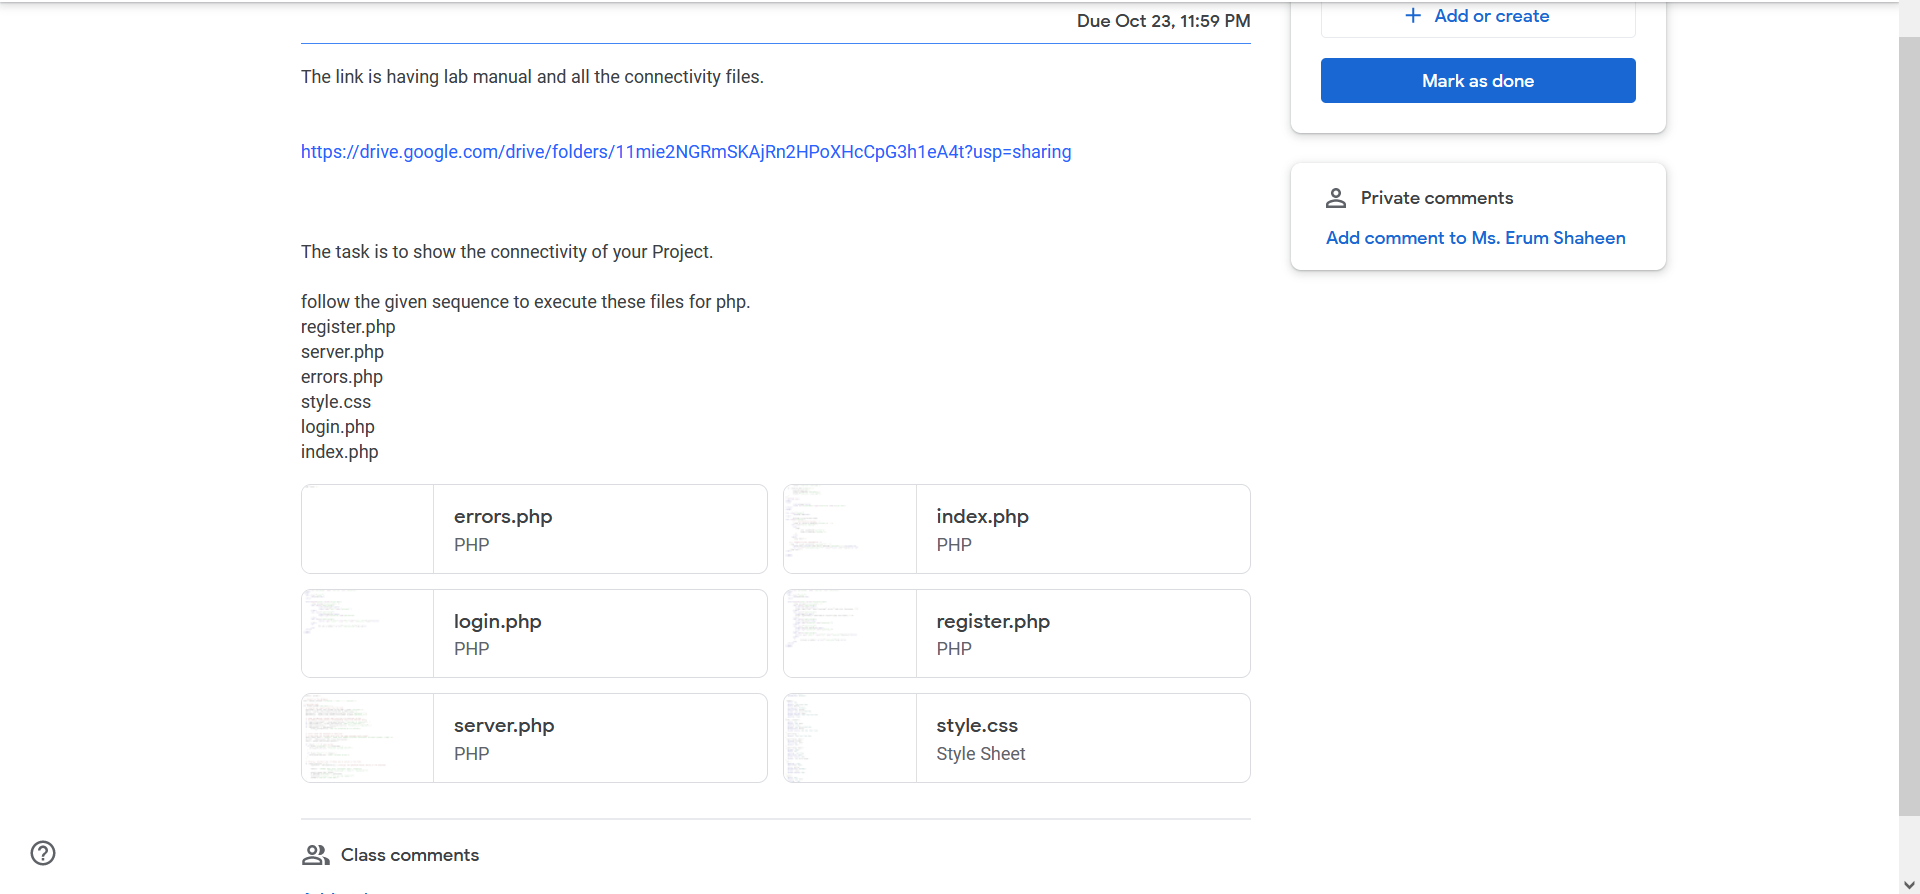 Due Oct 23, 11:59 PM
The link is having lab manual and all the connectivity files.
https://drive.google.com/drive/folders/11mie2NGRmSKAjRn2HPoXHcCpG3h1eA4t?usp=sharing
The task is to show the connectivity of your Project.
follow the given sequence to execute these files for php.
register.php
server.php
errors.php
style.css
login.php
index.php
errors.php
PHP
index.php
PHP
login.php
PHP
register.php
PHP
server.php
PHP
style.css
Style Sheet
Class comments
+ Add or create
Mark as done
Private comments
Add comment to Ms. Erum Shaheen